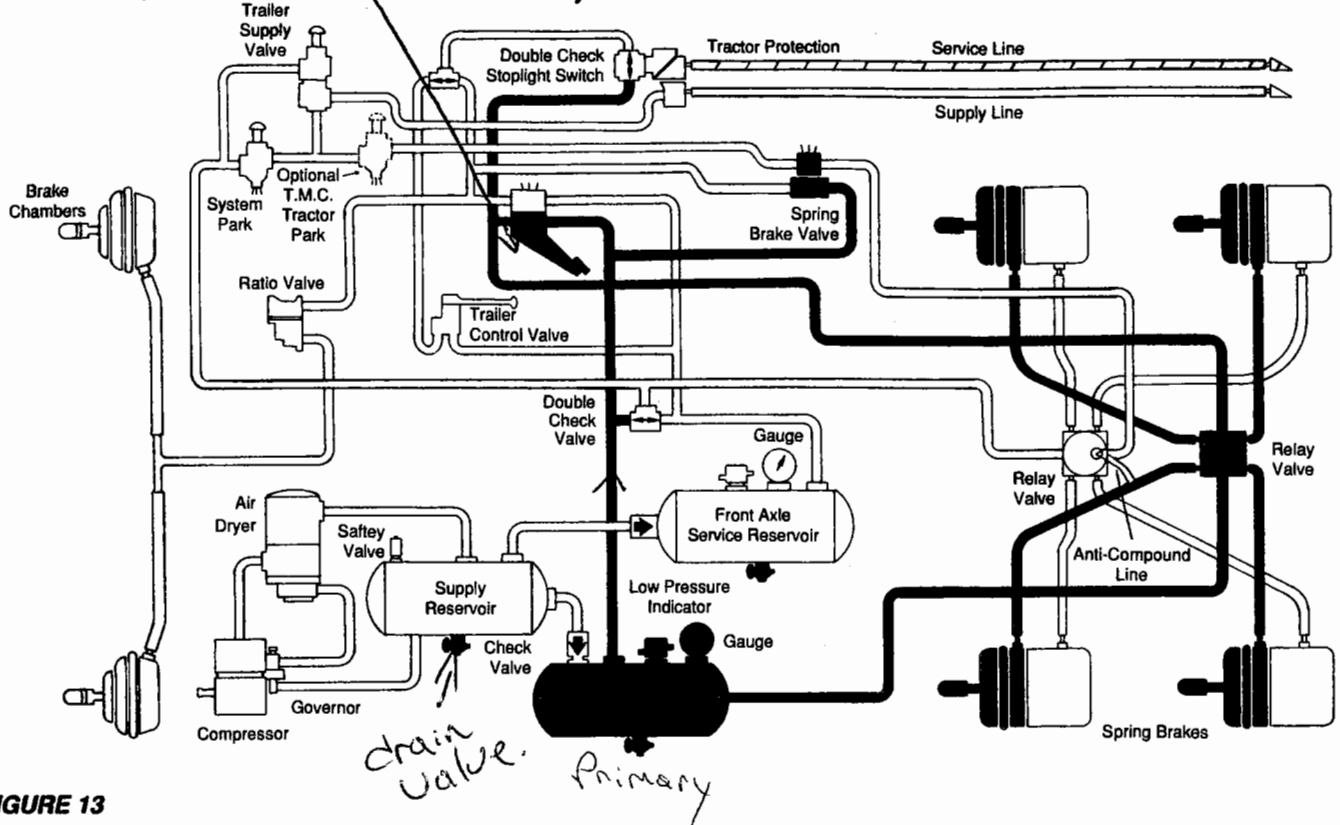 Trailer
Supply
Valve
Double Check
Stoplight Switch
Tractor Protection
Service Line
Supply Line
Brake
Chambers
System
Park
Optional
T.M.C.
Tractor
Park
Spring
Brake Valve
Ratio Valve
Trailer
Control Valve
Double
Check
Valve
Gauge
Relay
Valve
Relay
Valve
Air
Dryer
Saftey
Valve
Front Axle
Service Reservoir
Anti-Compound
Line
Supply
Reservoir
Low Pressure
Indicator
Gauge
Check
Valve
Governor
Compressor
Spring Brakes
drain
valve.
Primary
IGURE 13